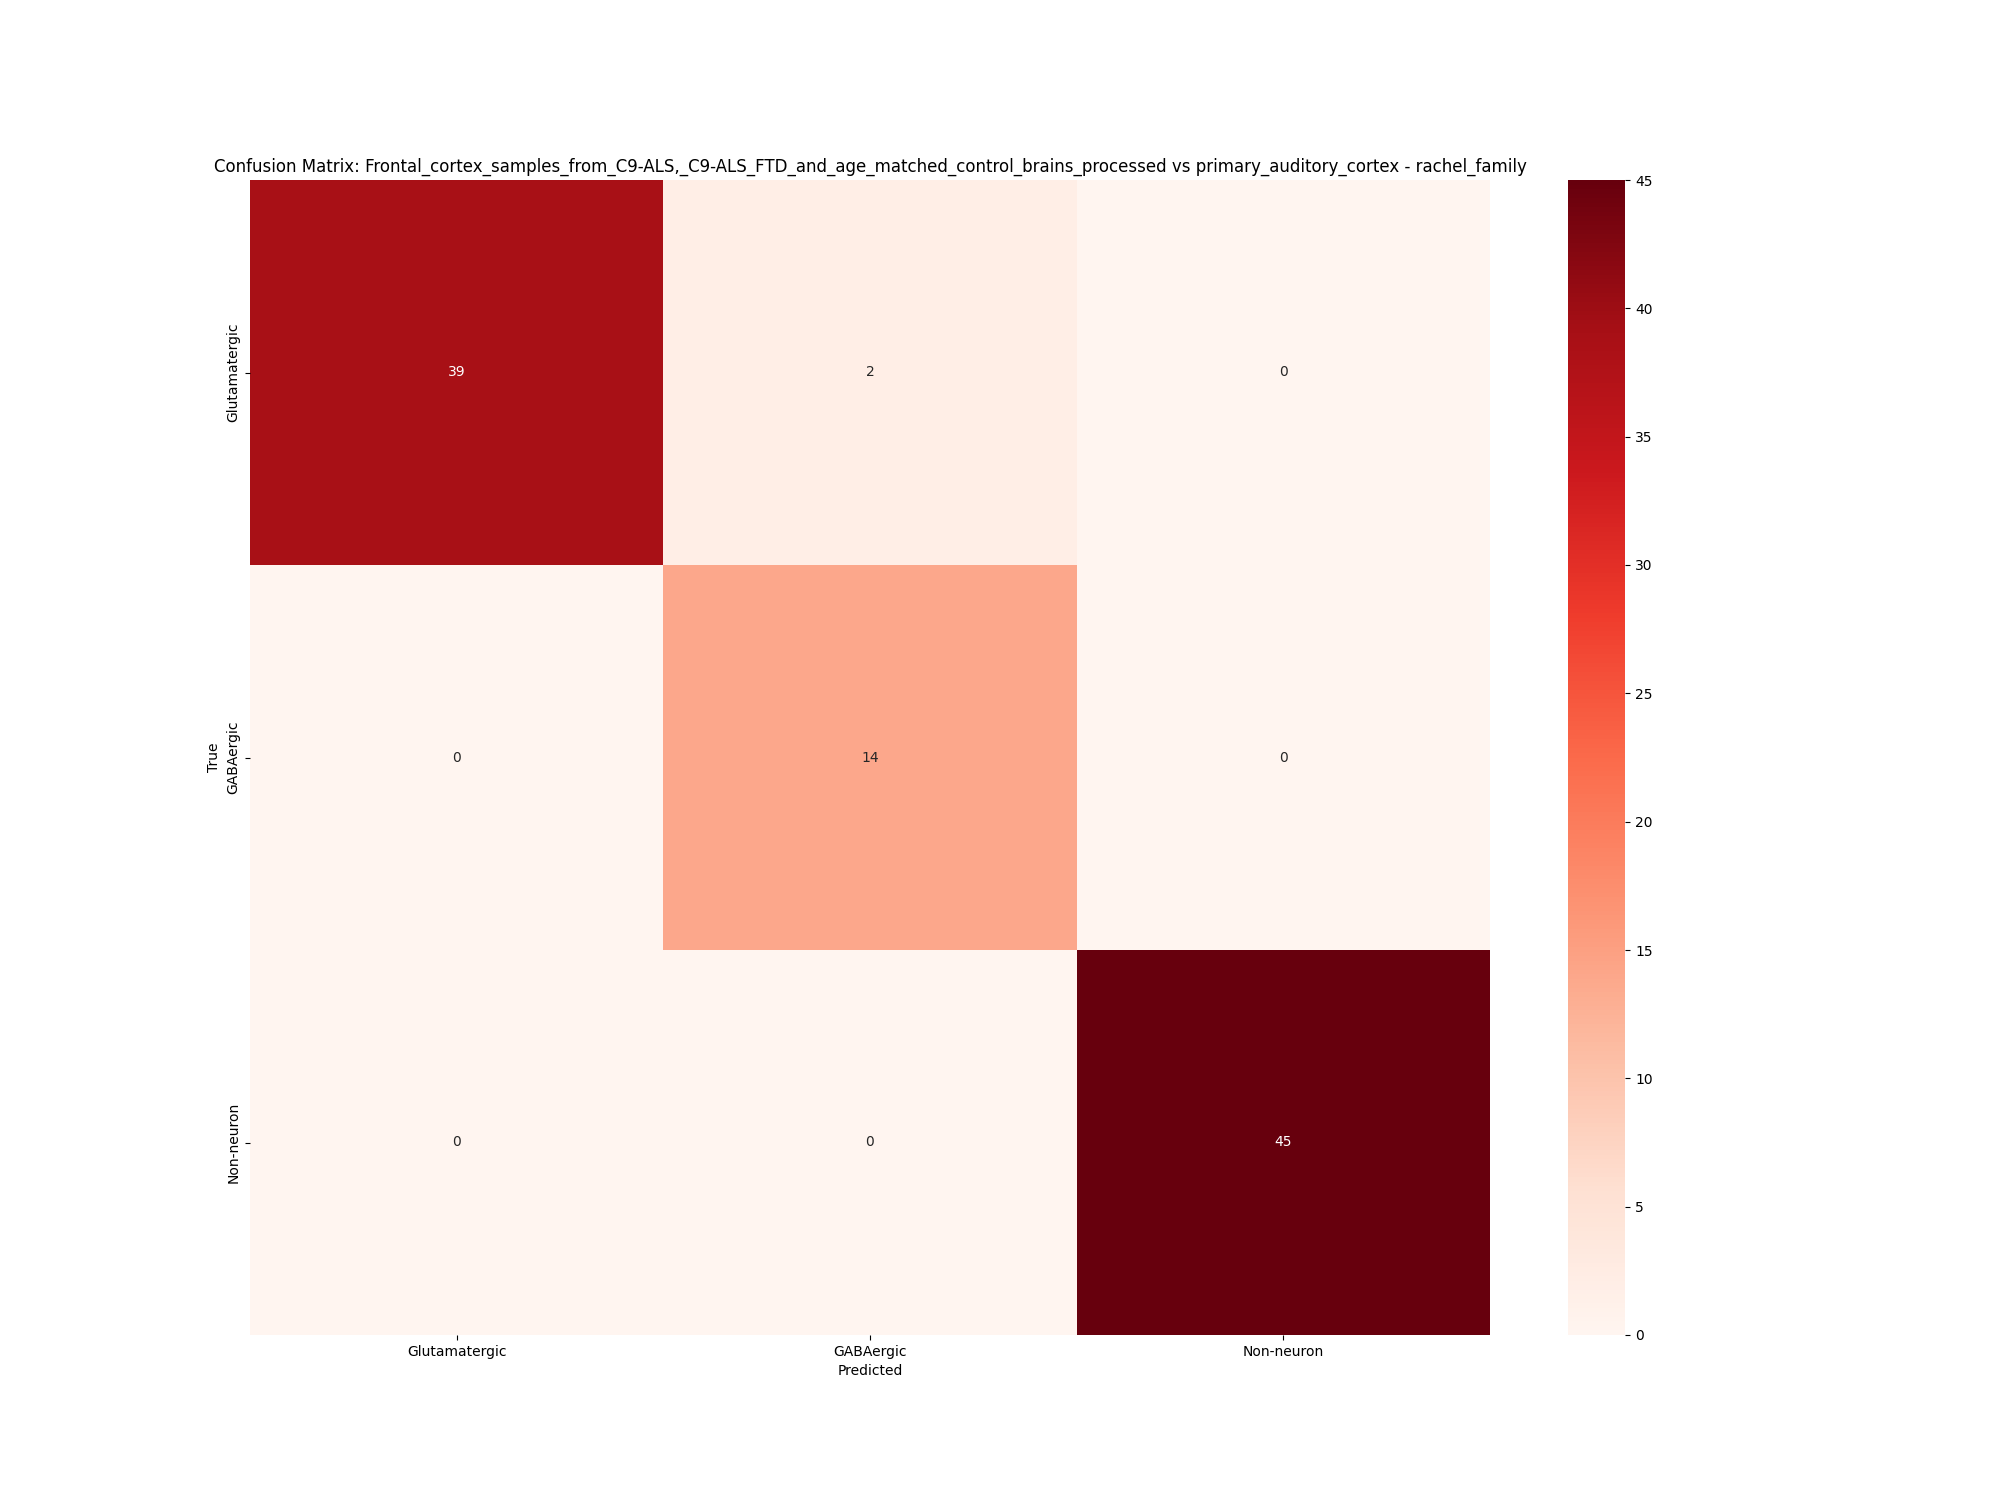 Confusion Matrix: Frontal_cortex_samples_from_C9-ALS,_C9-ALS_FTD_and_age_matched_control_brains_processed vs primary_auditory_cortex - rachel_family
True
Glutamatergic
39
2
0
GABAergic
0
14
0
Non-neuron
0
0
45
Glutamatergic
GABAergic
Non-neuron
Predicted
45
40
35
30
25
20
15
10
5
0